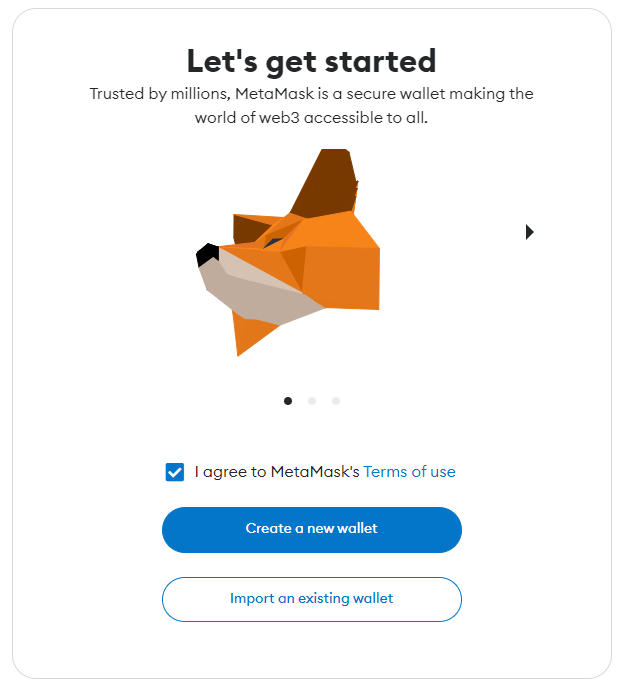 Let's get started
Trusted by millions, MetaMask is a secure wallet making the
world of web3 accessible to all.
I agree to MetaMask's Terms of use
Create a new wallet
Import an existing wallet